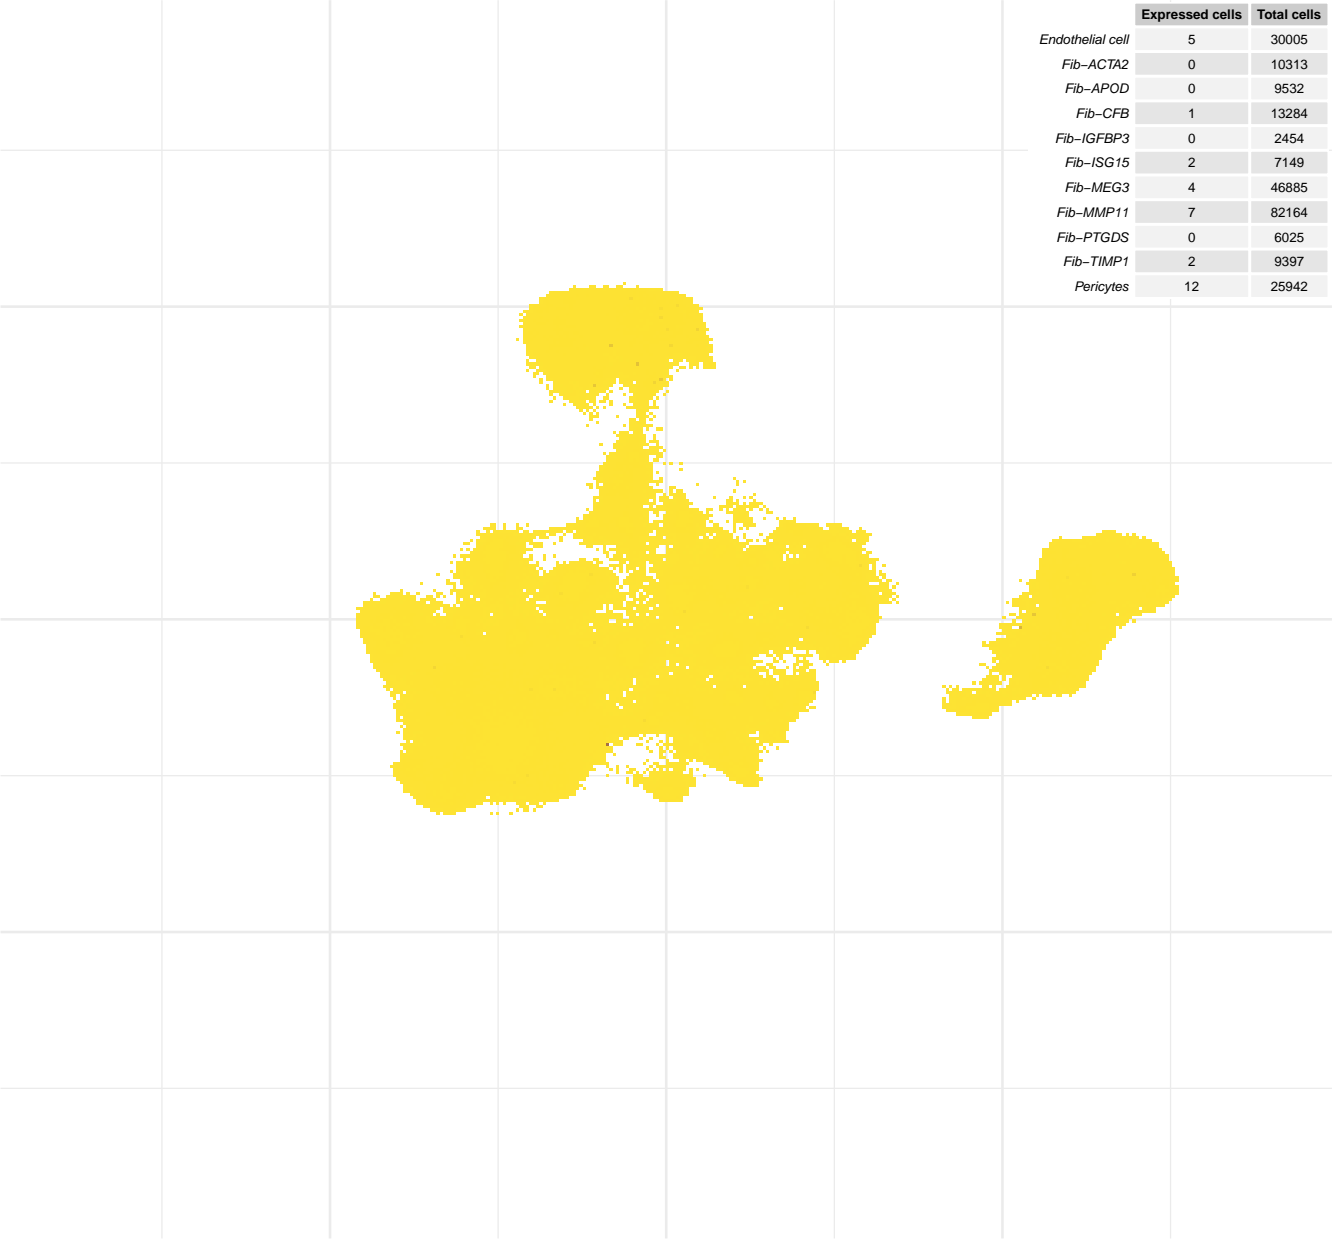 Expressed cells Total cells
Endothelial cell 5 30005
Fib−ACTA2 0 10313
Fib−APOD 0 9532
Fib−CFB 1 13284
Fib−IGFBP3 0 2454
Fib−ISG15 2 7149
Fib−MEG3 4 46885
Fib−MMP11 7 82164
Fib−PTGDS 0 6025
Fib−TIMP1 2 9397
Pericytes 12 25942